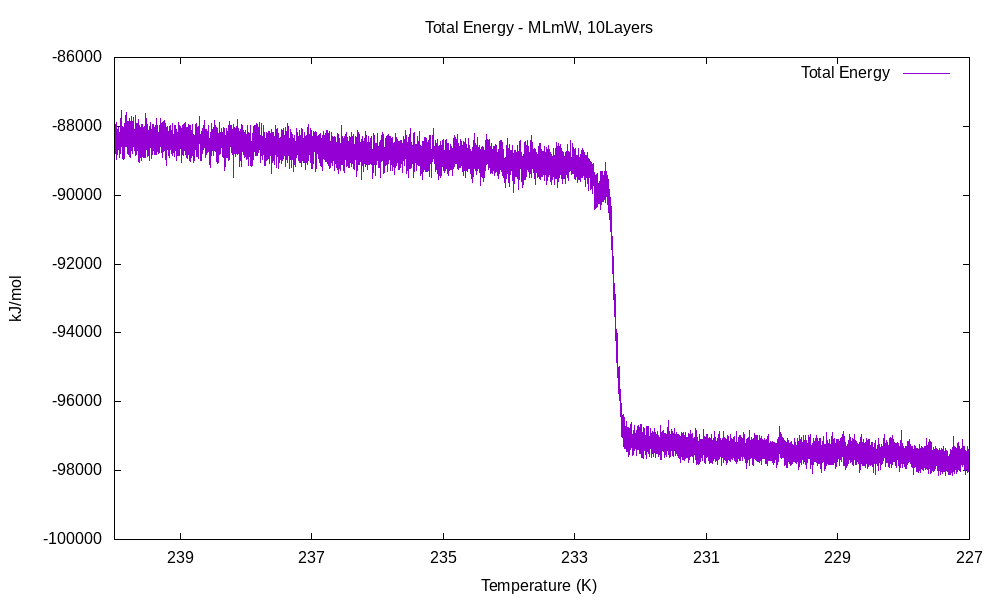 Total Energy - MLmW, 10Layers
Total Energy
-86000
-88000
-90000
-92000
-94000
-96000
-98000
-100000
kJ/mol
239 237 235 233 231 229 227
Temperature (K)